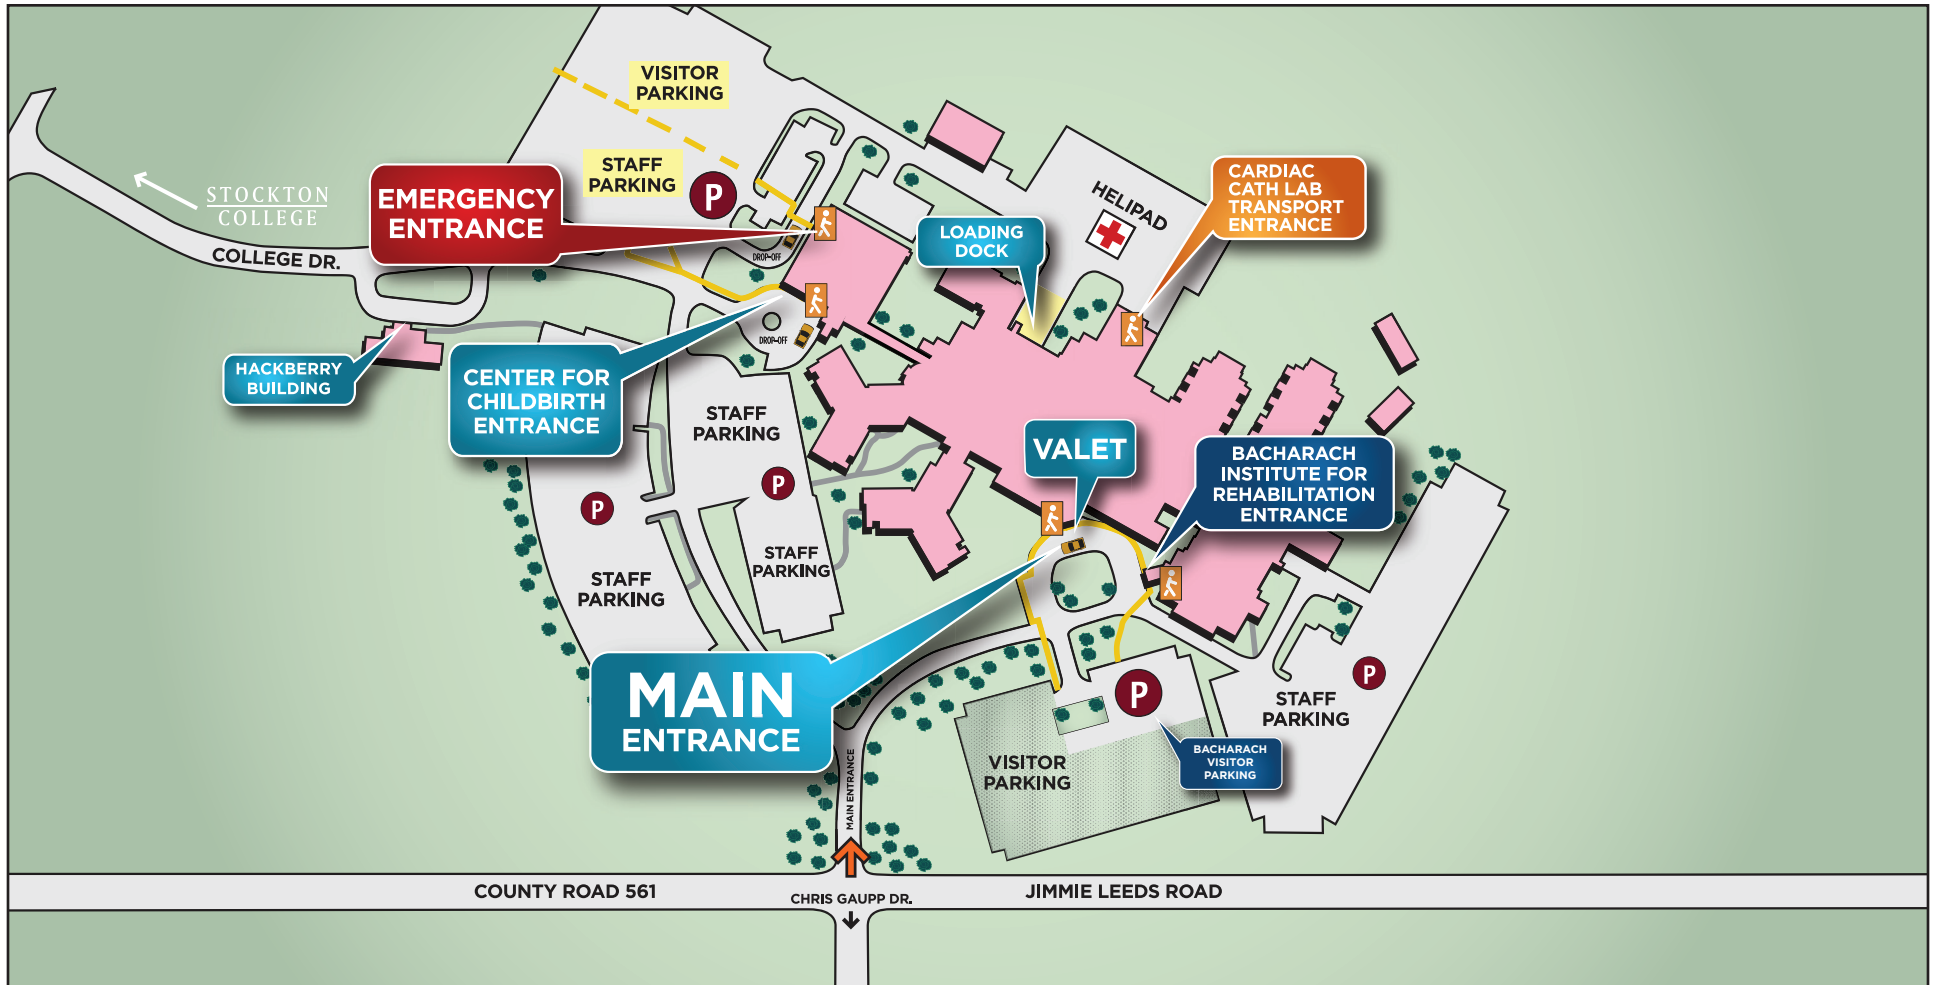 VISITOR
PARKING
STAFF
PARKING
P
EMERGENCY
ENTRANCE
STOCKTON
COLLEGE
COLLEGE DR.
DROP-OFF
HELIPAD
LOADING
DOCK
CARDIAC
CATH LAB
TRANSPORT
ENTRANCE
DROP-OFF
HACKBERRY
BUILDING
CENTER FOR
CHILDBIRTH
ENTRANCE
STAFF
PARKING
P
P
VALET
BACHARACH
INSTITUTE FOR
REHABILITATION
ENTRANCE
STAFF
PARKING
STAFF
PARKING
MAIN
ENTRANCE
P
P
STAFF
PARKING
VISITOR
PARKING
BACHARACH
VISITOR
PARKING
MAIN ENTRANCE
COUNTY ROAD 561
CHRIS GAUPP DR.
JIMMIE LEEDS ROAD